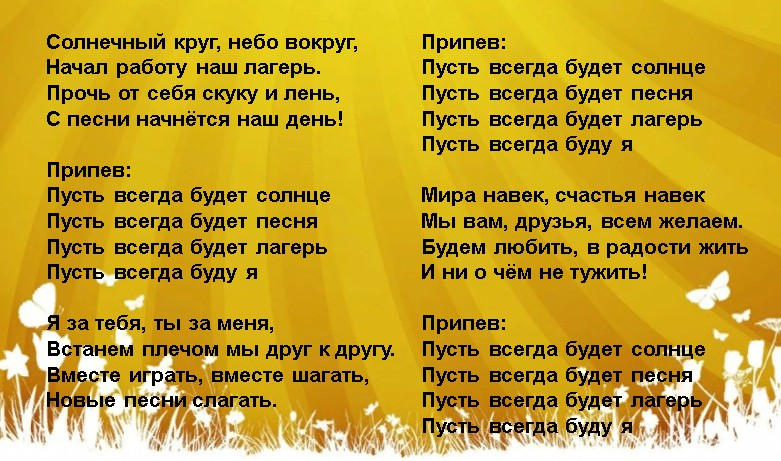 Солнечный круг, небо вокруг,
Начал работу наш лагерь.
Прочь от себя скуку и лень,
С песни начнётся наш день!
Припев:
Пусть всегда будет солнце
Пусть всегда будет песня
Пусть всегда будет лагерь
Пусть всегда буду я
Я за тебя, ты за меня,
Встанем плечом мы друг к другу.
Вместе играть, вместе шагать,
Новые песни слагать.
Припев:
Пусть всегда будет солнце
Пусть всегда будет песня
Пусть всегда будет лагерь
Пусть всегда буду я
Мира навек, счастья навек
Мы вам, друзья, всем желаем.
Будем любить, в радости жить
И ни о чём не тужить!
Припев:
Пусть всегда будет солнце
Пусть всегда будет песня
Пусть всегда будет лагерь
Пусть всегда буду я